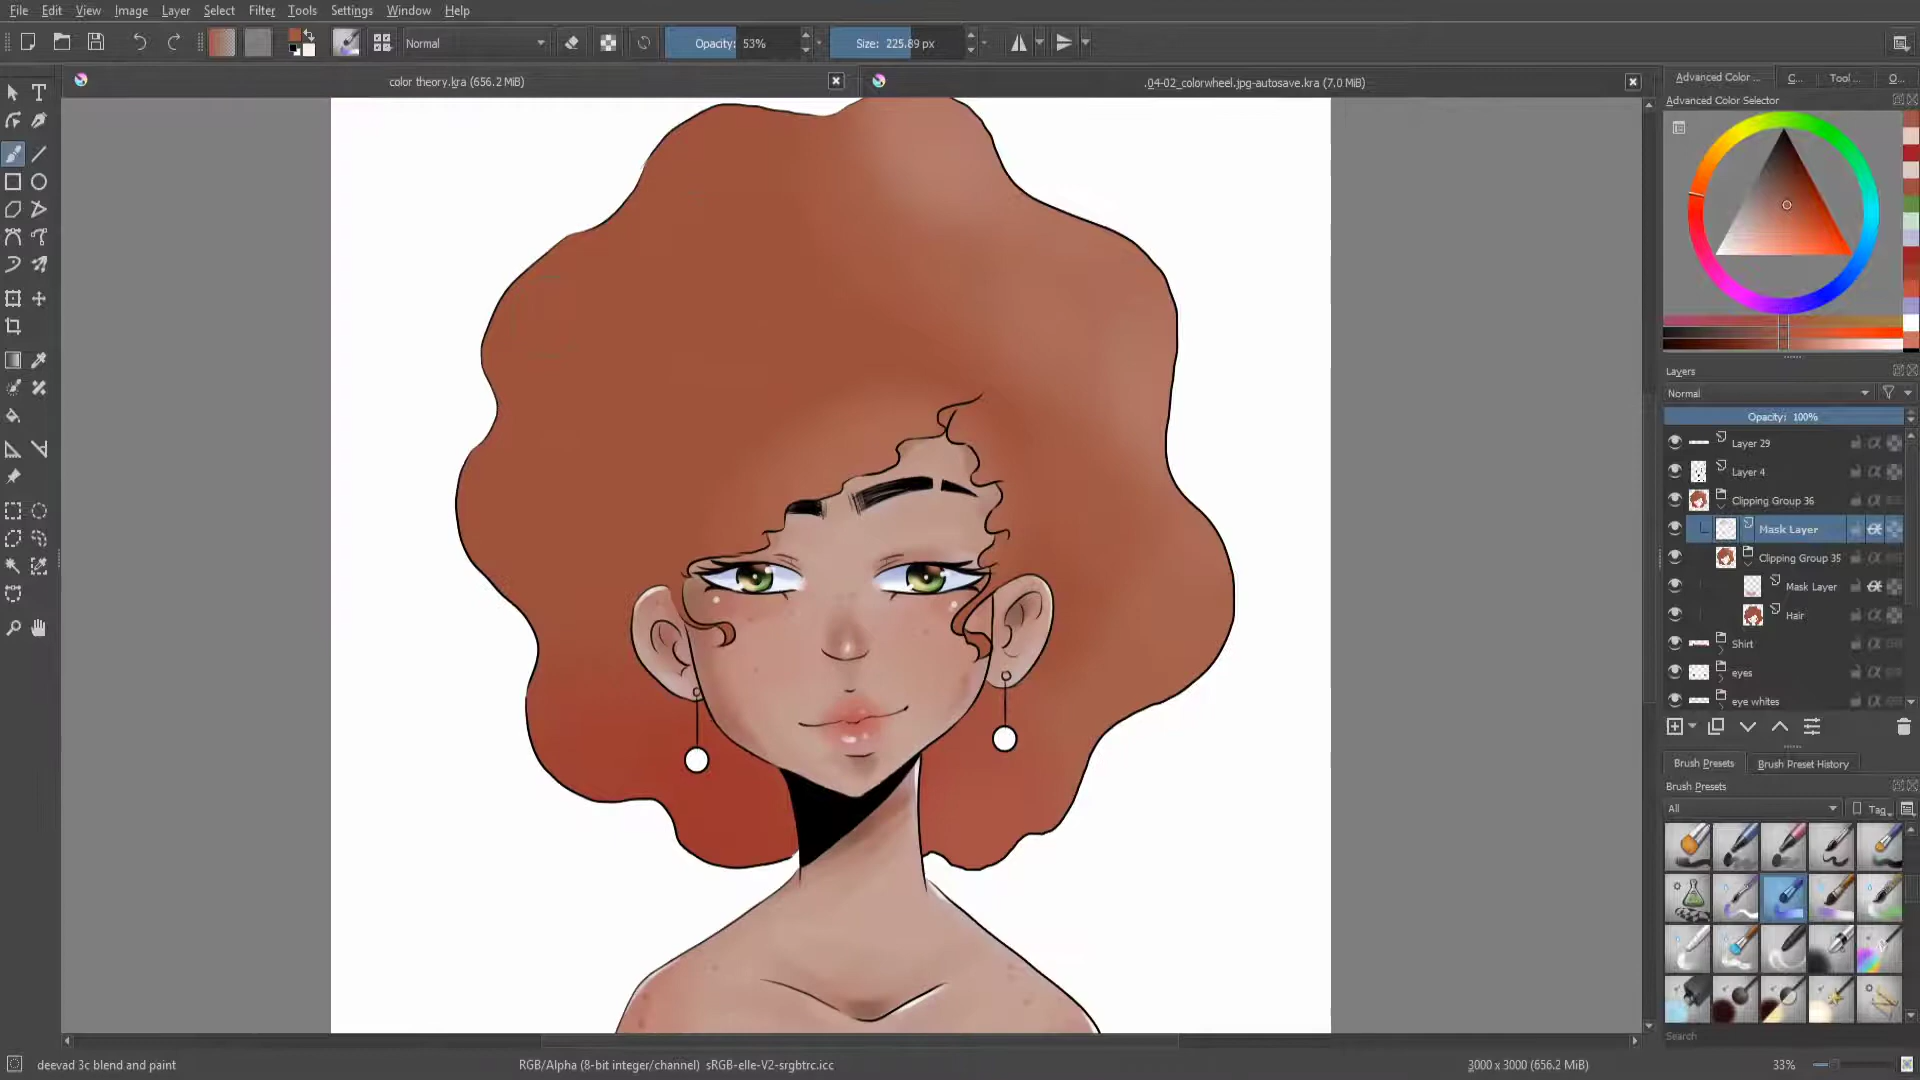 File Edit View Image Layer Select Filter Tools Settings Window Help
Normal
Opacity: 53%
Size: 225.89 px
color theory.kra (656.2 MiB)
.04-02_colorwheel.jpg-autosave.kra (7.0 MiB)
Advanced Color ... C... Tool ... O...
Advanced Color Selector
Layers
Normal
Opacity: 100%
Layer 29
Layer 4
Clipping Group 36
Mask Layer
Clipping Group 35
Mask Layer
Hair
Shirt
eyes
eye whites
Brush Presets Brush Preset History
Brush Presets
All
Tag
Search
deevad 3c blend and paint
RGB/Alpha (8-bit integer/channel) sRGB-elle-V2-srgbtrc.icc
3000 x 3000 (656.2 MiB)
33%